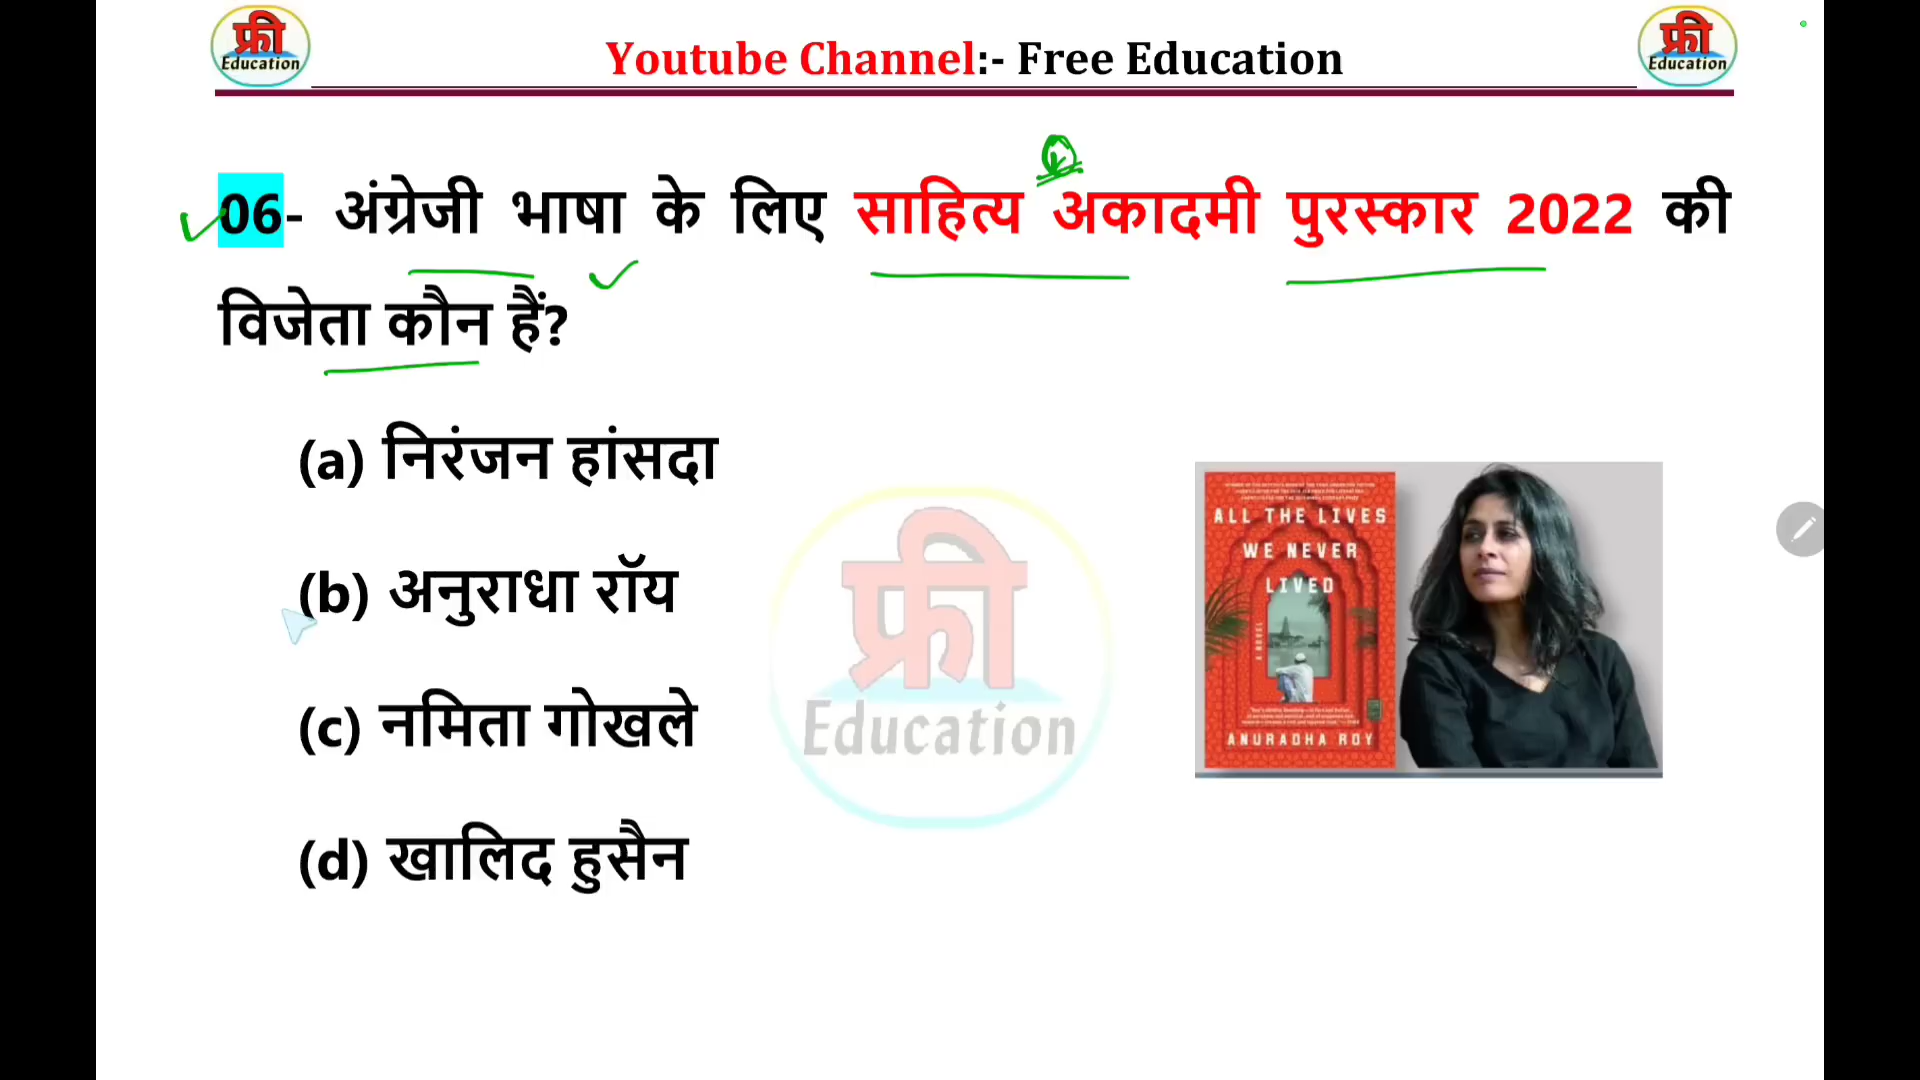 फ्री
Education
Youtube Channel:- Free Education
फ्री
Education
06- अंग्रेजी भाषा के लिए साहित्य अकादमी पुरस्कार 2022 की
विजेता कौन हैं?
(a) निरंजन हांसदा
(b) अनुराधा रॉय
(c) नमिता गोखले
(d) खालिद हुसैन
फ्री
Education
ALL THE LIVES
WE NEVER
LIVED
A NOVEL
ANURADHA ROY